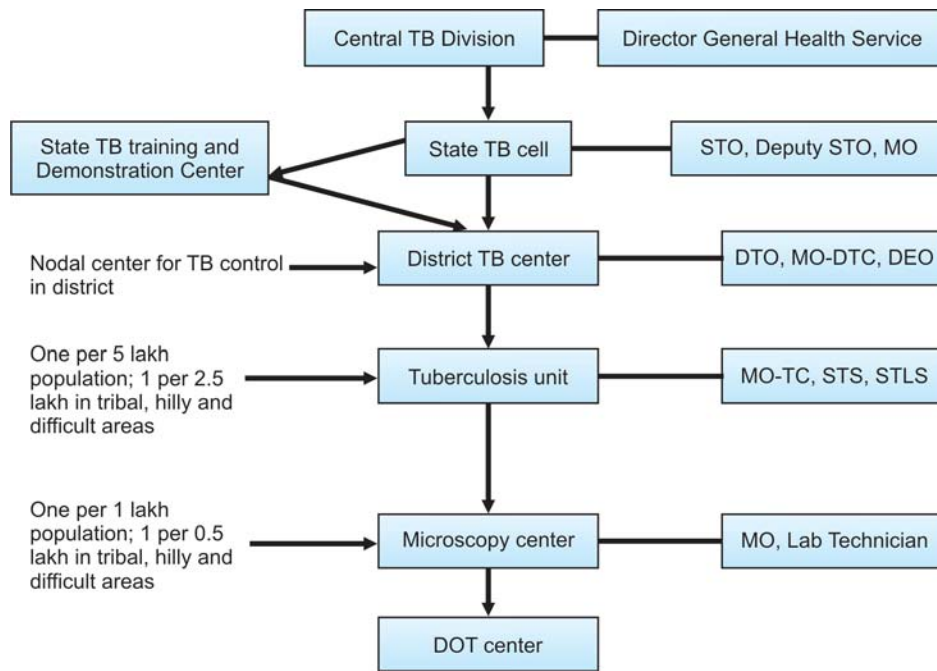 Central TB Division
Director General Health Service
State TB training and
Demonstration Center
State TB cell
STO, Deputy STO, MO
Nodal center for TB control
in district
District TB center
DTO, MO-DTC, DEO
One per 5 lakh
population; 1 per 2.5
lakh in tribal, hilly and
difficult areas
Tuberculosis unit
MO-TC, STS, STLS
One per 1 lakh
population; 1 per 0.5
lakh in tribal, hilly and
difficult areas
Microscopy center
MO, Lab Technician
DOT center